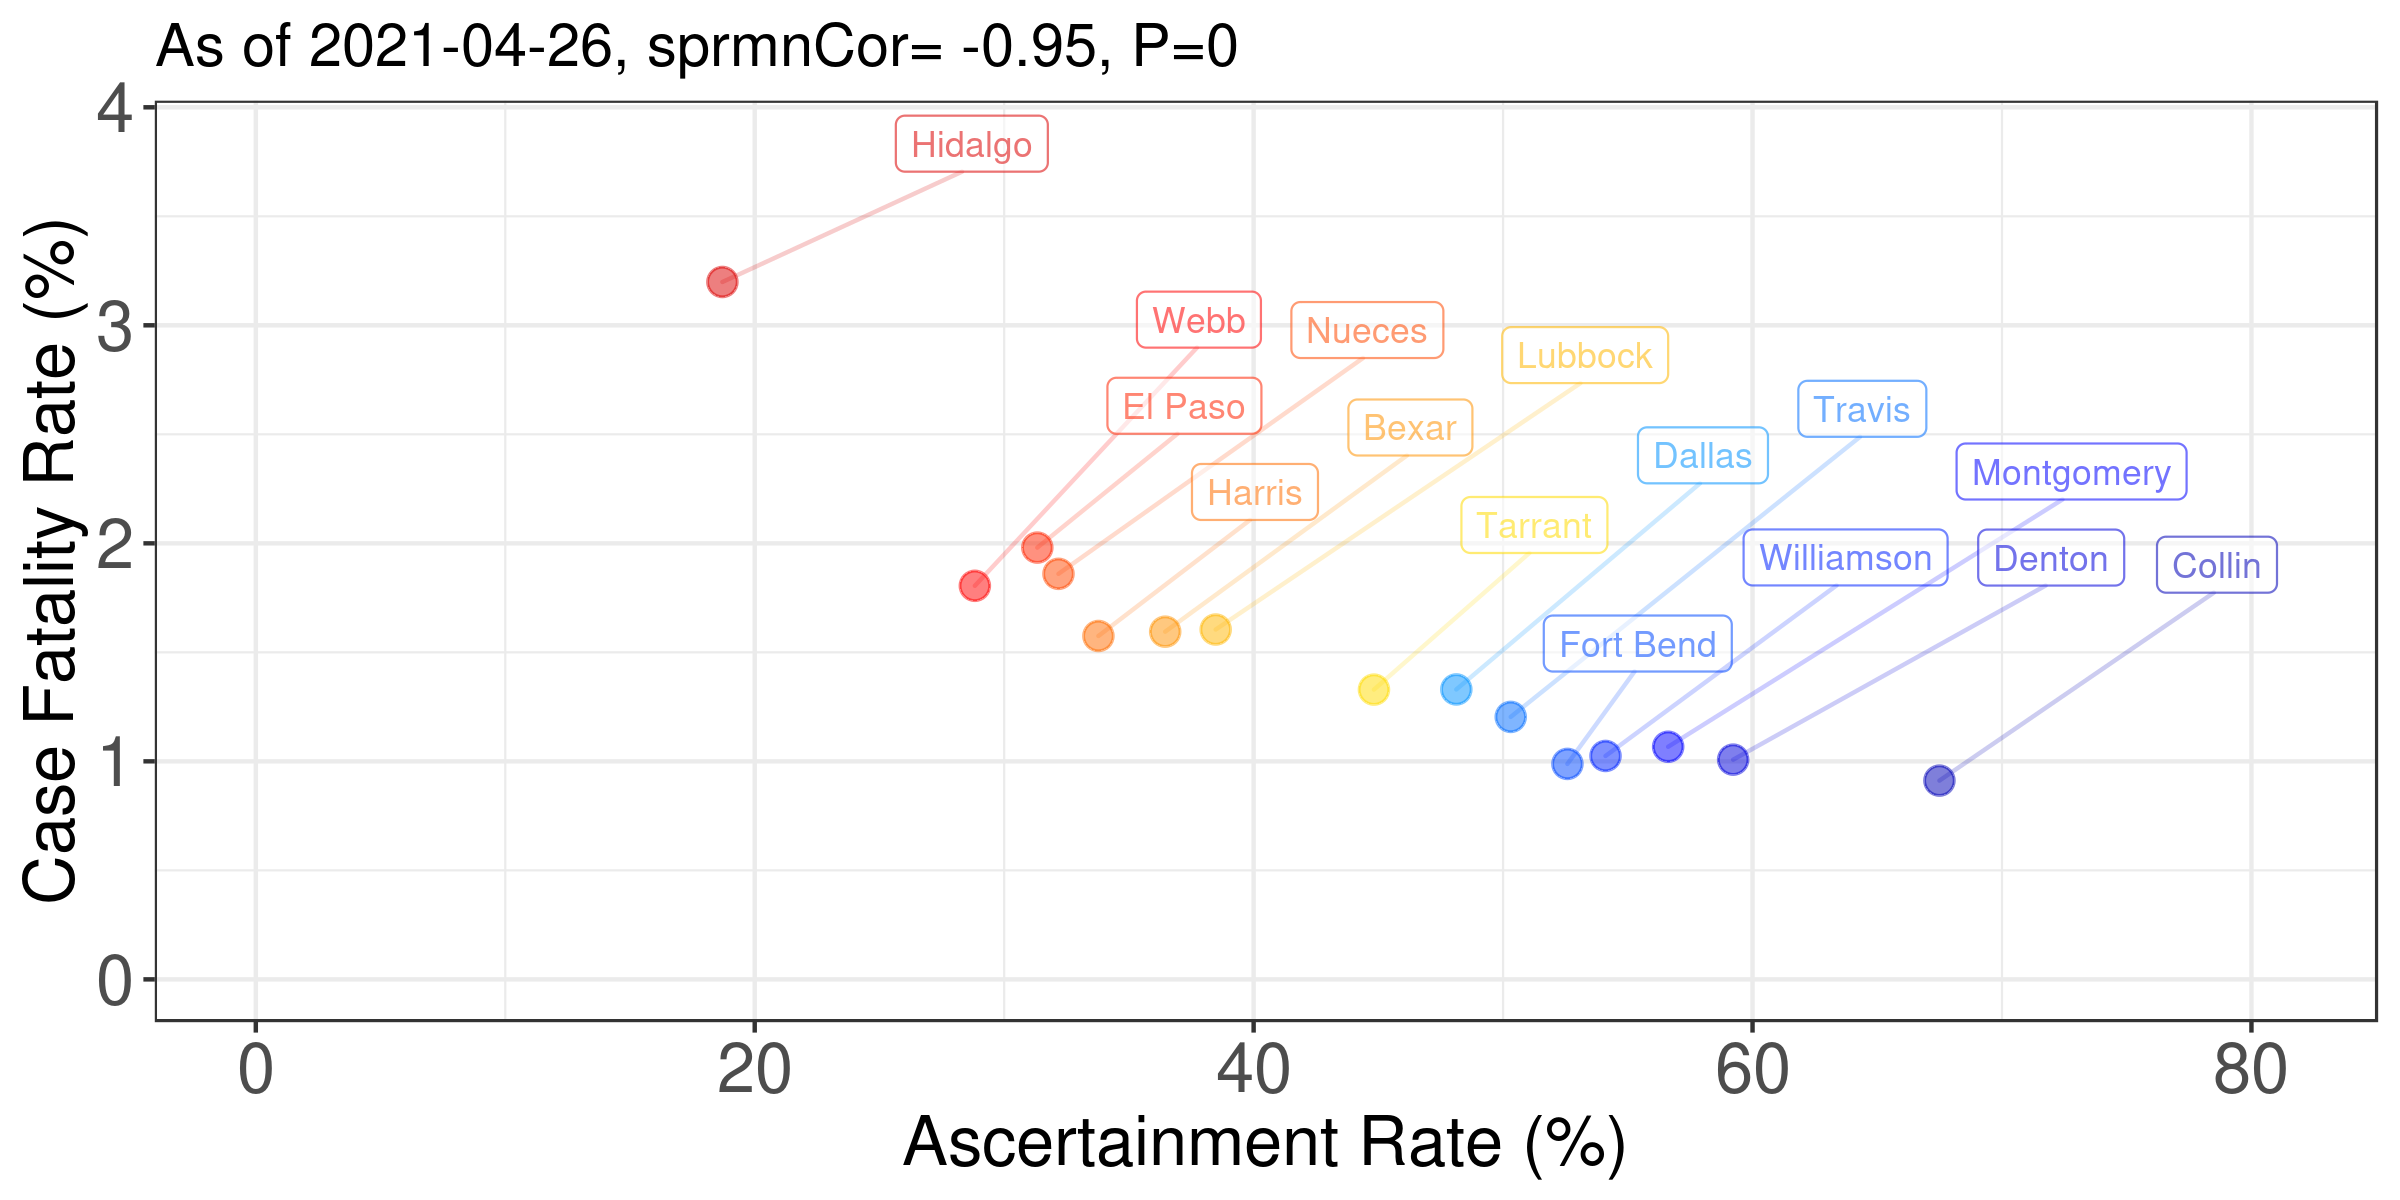 As of 2021-04-26, sprmnCor= -0.95, P=0
Case Fatality Rate (%)
4
3
2
1
0
Hidalgo
Webb
Nueces
Lubbock
El Paso
Bexar
Travis
Dallas
Harris
Montgomery
Tarrant
Williamson
Denton
Collin
Fort Bend
0 20 40 60 80
Ascertainment Rate (%)